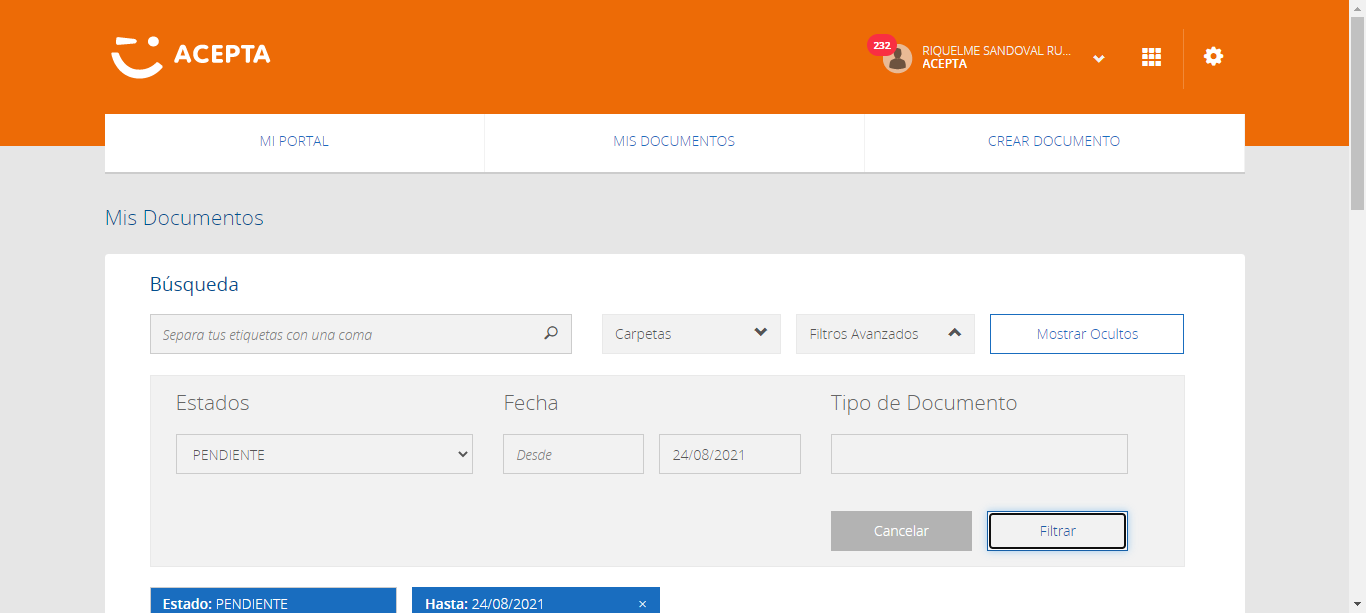 ACEPTA
232
RIQUELME SANDOVAL RU...
ACEPTA
MI PORTAL
MIS DOCUMENTOS
CREAR DOCUMENTO
Mis Documentos
Búsqueda
Separa tus etiquetas con una coma
Carpetas
Filtros Avanzados
Mostrar Ocultos
Estados
Fecha
Tipo de Documento
PENDIENTE
Desde
24/08/2021
Cancelar
Filtrar
Estado: PENDIENTE
Hasta: 24/08/2021 ×